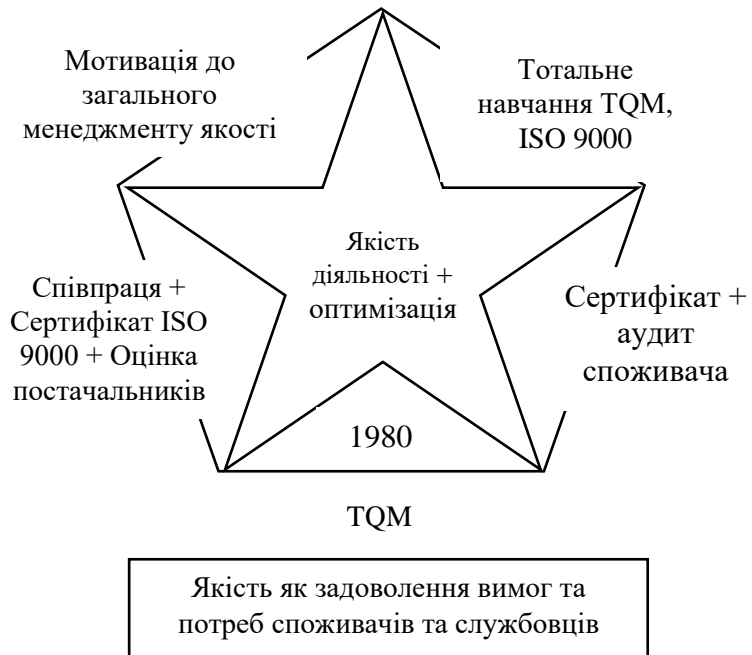 Мотивація до
загального
менеджменту якості
Тотальне
навчання TQM,
ISO 9000
Якість
діяльності +
оптимізація
Співпраця +
Сертифікат ISO
9000 + Оцінка
постачальників
Сертифікат +
аудит
споживача
1980
TQM
Якість як задоволення вимог та
потреб споживачів та службовців